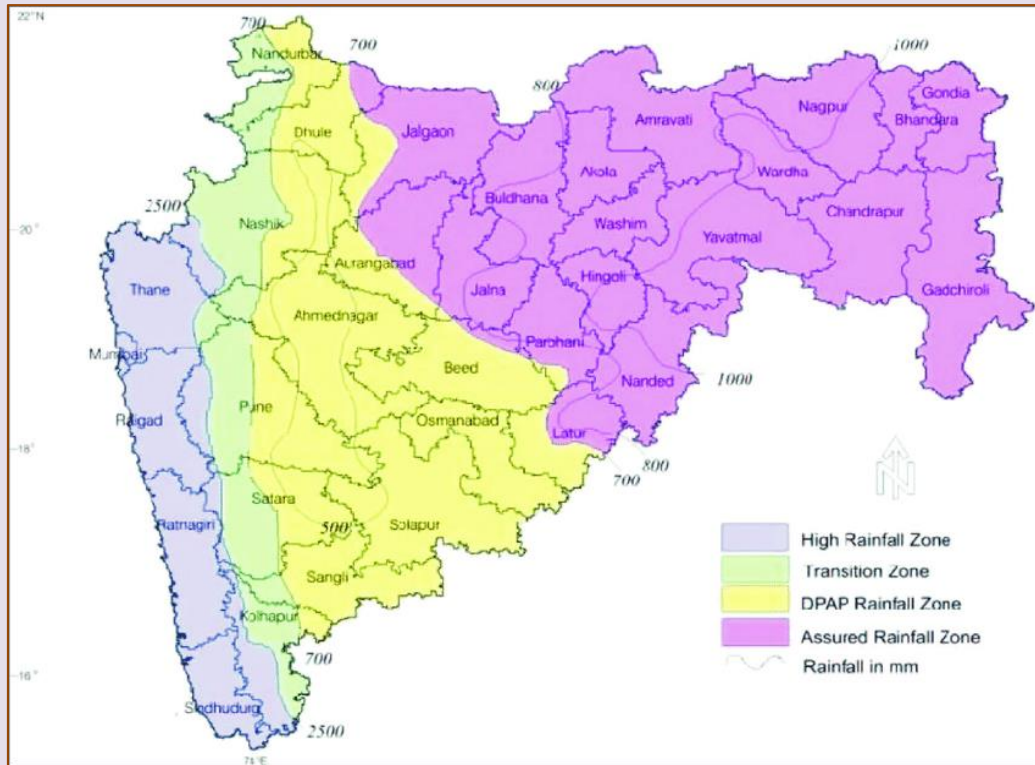 22°N
700
Nandurbar
700
1000
800
Nagpur
Gondia
Bhandara
Amravati
Jalgaon
Dhule
Akola
Wardha
Buldhana
2500
Nashik
Washim
Chandrapur
20°
Yavatmal
Aurangabad
Hingoli
Thane
Jalna
Gadchiroli
Ahmednagar
Parbhani
Mumbai
Beed
Nanded
1000
Pune
Raigad
Osmanabad
Latur
18°
800
700
N
Satara
Ratnagiri
500
Solapur
High Rainfall Zone
Transition Zone
Sangli
DPAP Rainfall Zone
Kolhapur
Assured Rainfall Zone
700
Rainfall in mm
16°
Sindhudurg
2500